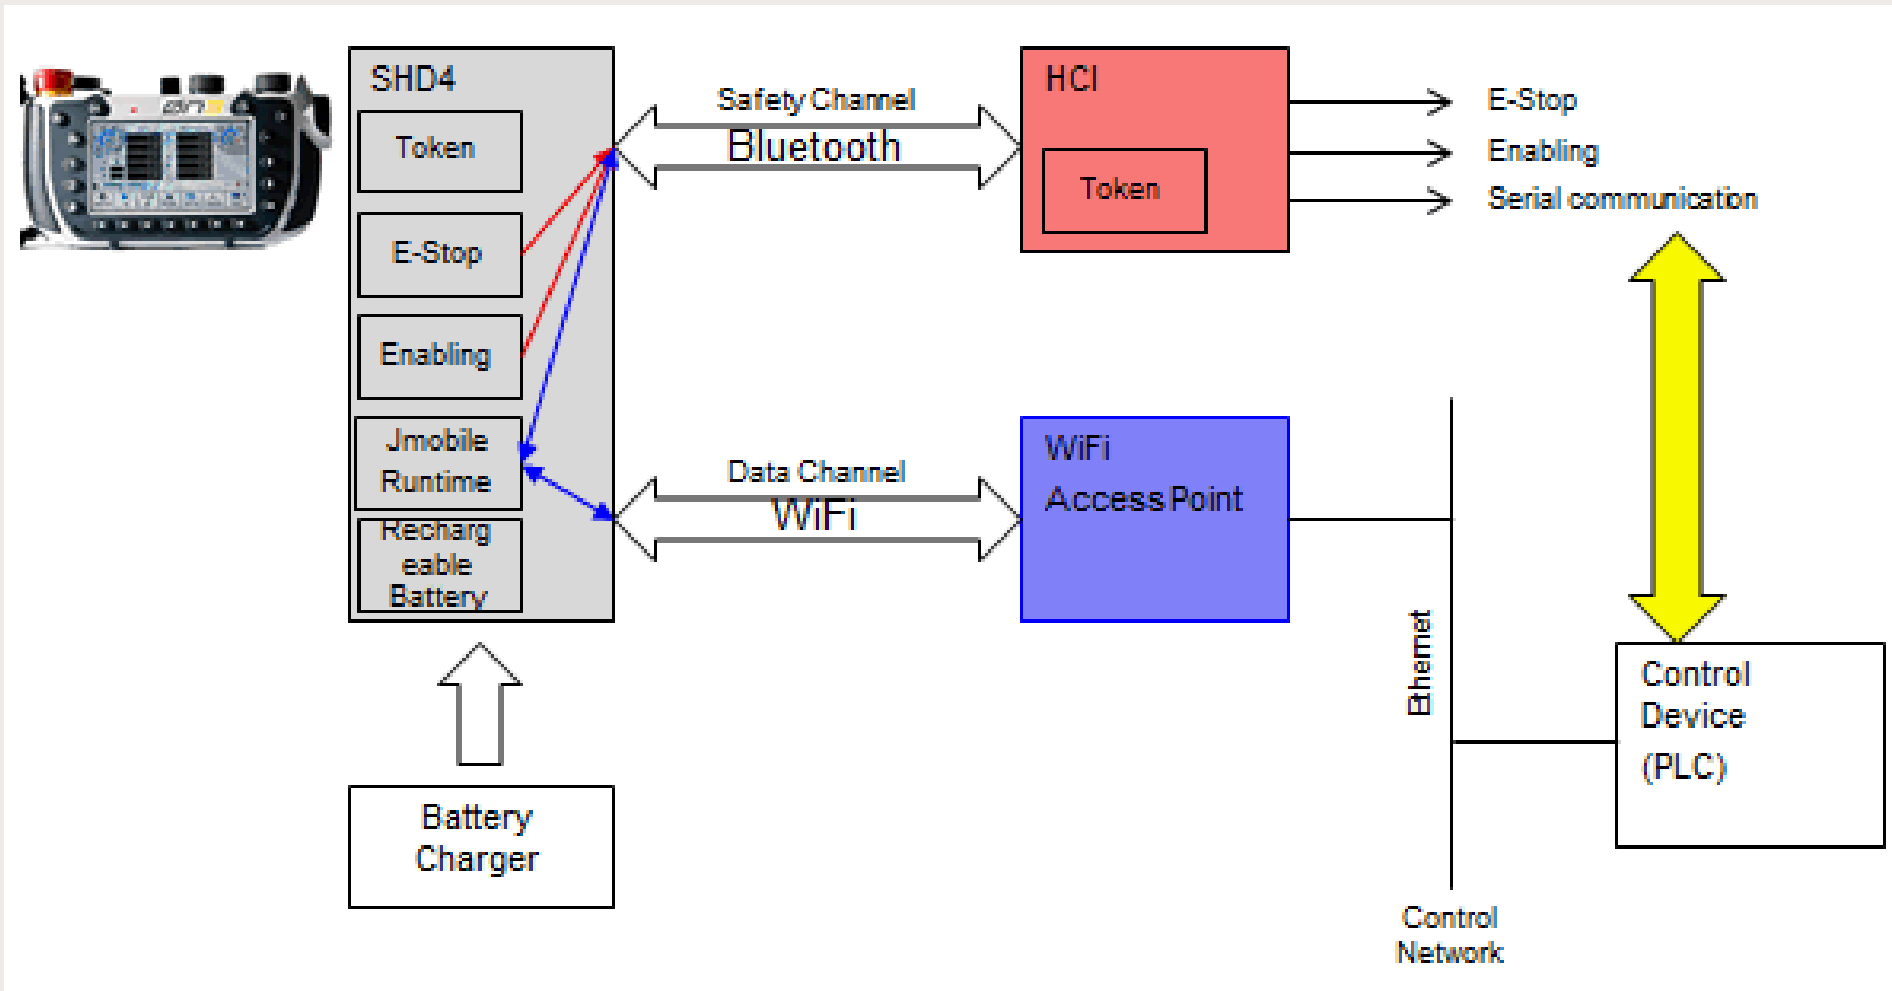 SHD4
Token
E-Stop
Enabling
Jmobile
Runtime
Recharg
eable
Battery
Battery
Charger
Safety Channel
Bluetooth
Data Channel
WiFi
HCI
Token
E-Stop
Enabling
Serial communication
WiFi
Access Point
Ethernet
Control
Device
(PLC)
Control
Network